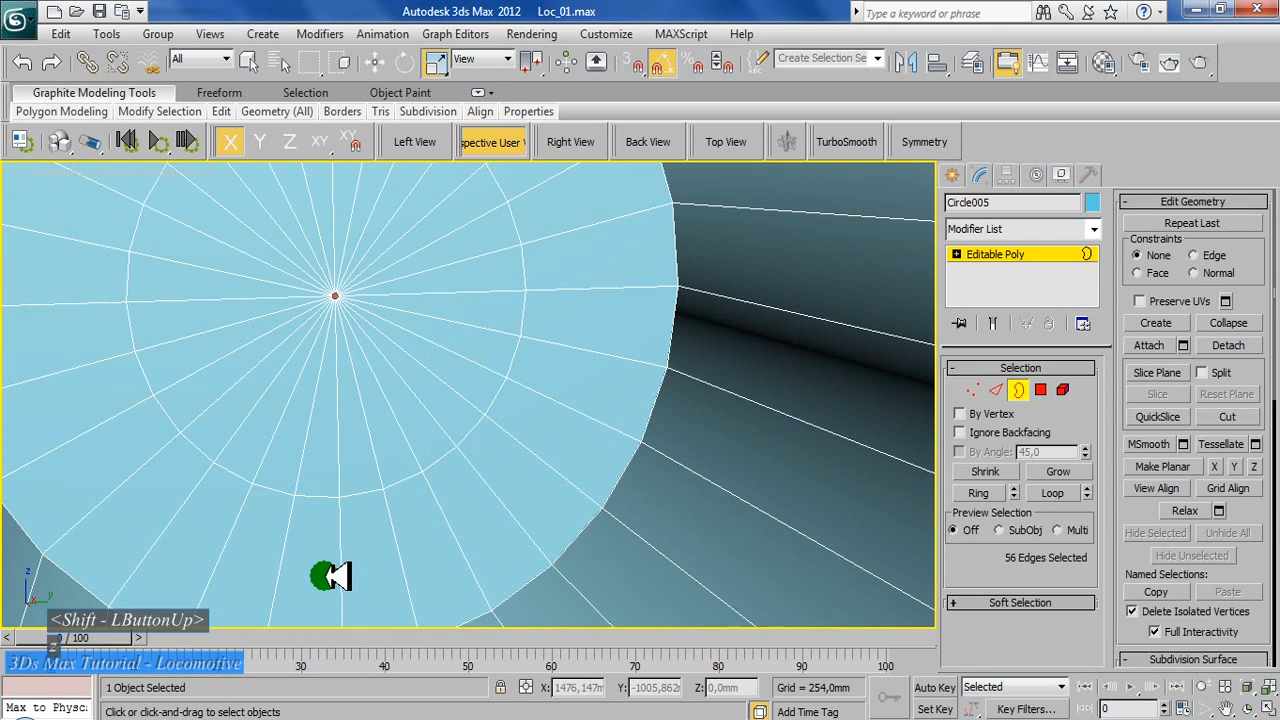 Autodesk 3ds Max 2012 Loc_01.max
Type a keyword or phrase
Edit Tools Group Views Create Modifiers Animation Graph Editors Rendering Customize MAXScript Help
All View 3 % Create Selection Se
Graphite Modeling Tools Freeform Selection Object Paint
Polygon Modeling Modify Selection Edit Geometry (All) Borders Tris Subdivision Align Properties
X Y Z XY XY Left View spective User V Right View Back View Top View TurboSmooth Symmetry
Circle005
Modifier List
Editable Poly
Selection
By Vertex
Ignore Backfacing
By Angle: 45,0
Shrink Grow
Ring Loop
Preview Selection
Off SubObj Multi
56 Edges Selected
Soft Selection
Edit Geometry
Repeat Last
Constraints
None Edge
Face Normal
Preserve UVs
Create Collapse
Attach Detach
Slice Plane Split
Slice Reset Plane
QuickSlice Cut
MSmooth Tessellate
Make Planar X Y Z
View Align Grid Align
Relax
Hide Selected Unhide All
Hide Unselected
Named Selections:
Copy Paste
Delete Isolated Vertices
Full Interactivity
Subdivision Surface
z
x y
<Shift - LButtonUp>
z
0 / 100
3Ds Max Tutorial - Locomotive
30 40 50 60 70 80 90 100
1 Object Selected X: 1476,147m Y: -1005,862m Z: 0,0mm Grid = 254,0mm Auto Key Selected
Max to Physc Click or click-and-drag to select objects Add Time Tag Set Key Key Filters... 0